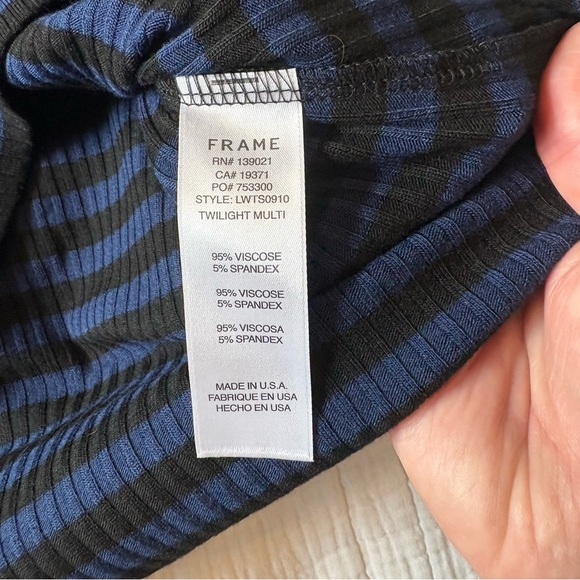 FRAME
RN# 139021
CA# 19371
PO# 753300
STYLE: LWTS0910
TWILIGHT MULTI
95% VISCOSE
5% SPANDEX
95% VISCOSE
5% SPANDEX
95% VISCOSA
5% SPANDEX
MADE IN U.S.A.
FABRIQUE EN USA
HECHO EN USA